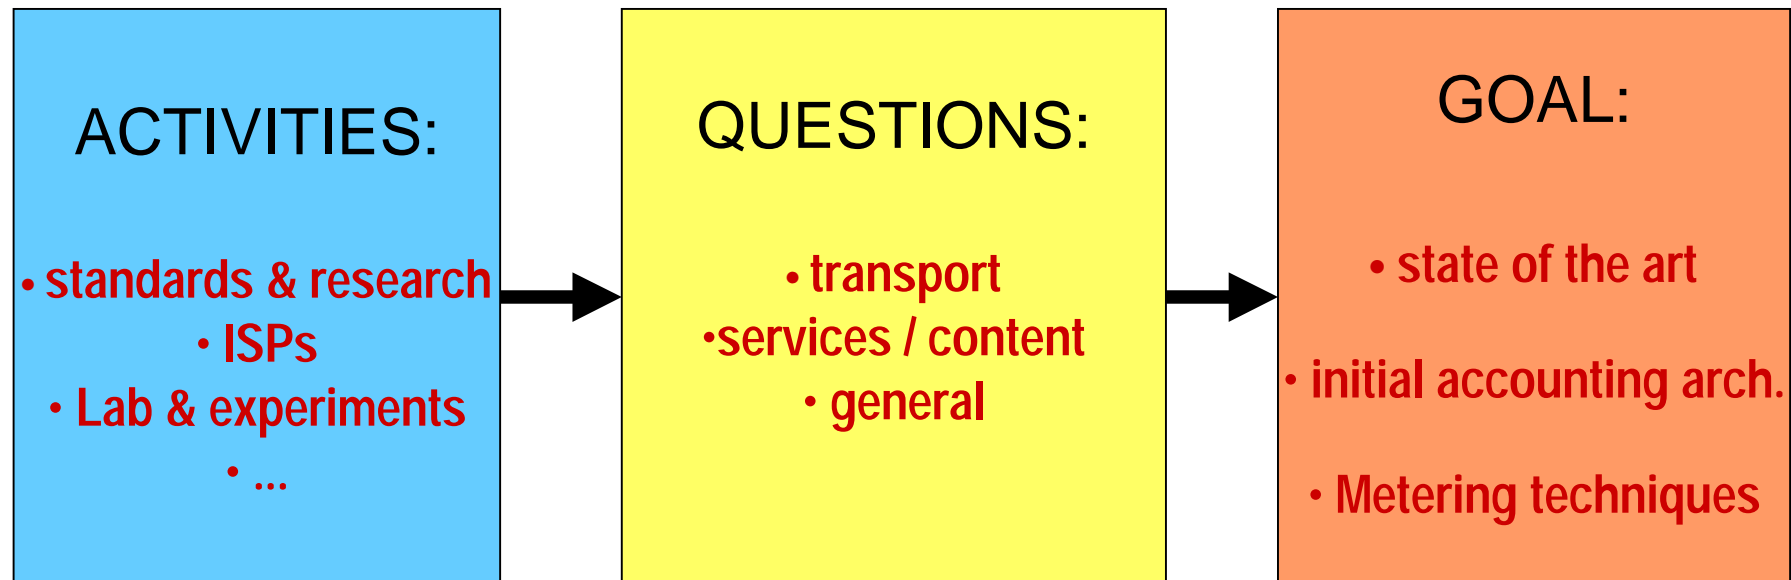 ACTIVITIES:
• standards & research
• ISPs
• Lab & experiments
• ...
QUESTIONS:
• transport
•services / content
• general
GOAL:
• state of the art
• initial accounting arch.
• Metering techniques